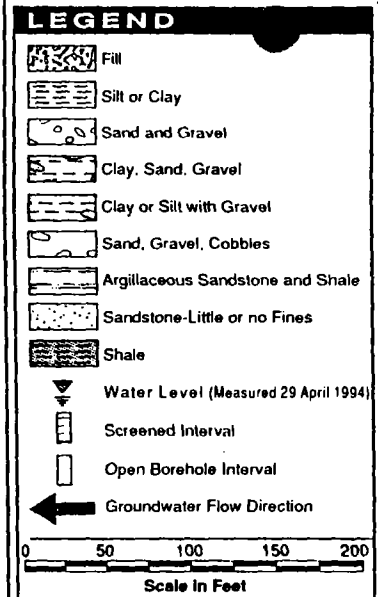 LEGEND
Fill
Silt or Clay
Sand and Gravel
Clay, Sand, Gravel
Clay or Silt with Gravel
Sand, Gravel, Cobbles
Argillaceous Sandstone and Shale
Sandstone-Little or no Fines
Shale
Water Level (Measured 29 April 1994)
Screened Interval
Open Borehole Interval
Groundwater Flow Direction
0 50 100 150 200
Scale in Feet